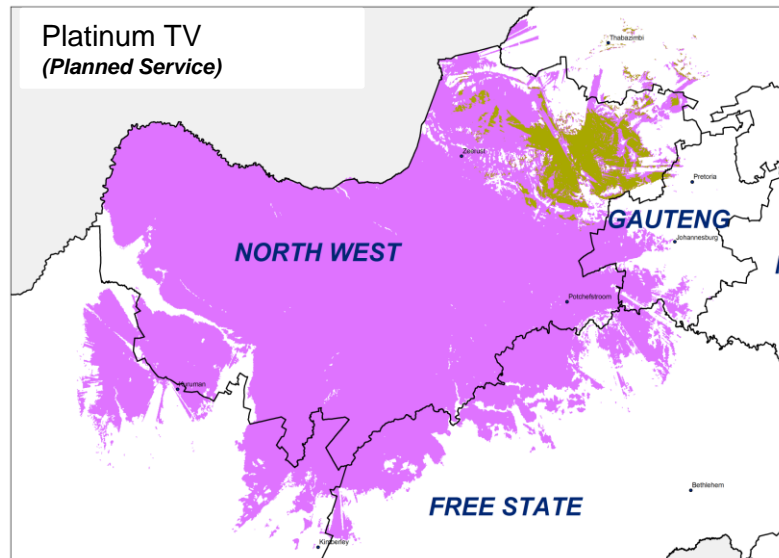 Platinum TV
(Planned Service)
Thabazimbi
Zeerust
Pretoria
GAUTENG
NORTH WEST
Johannesburg
Potchefstroom
Kuruman
Bethlehem
FREE STATE
Kimberley